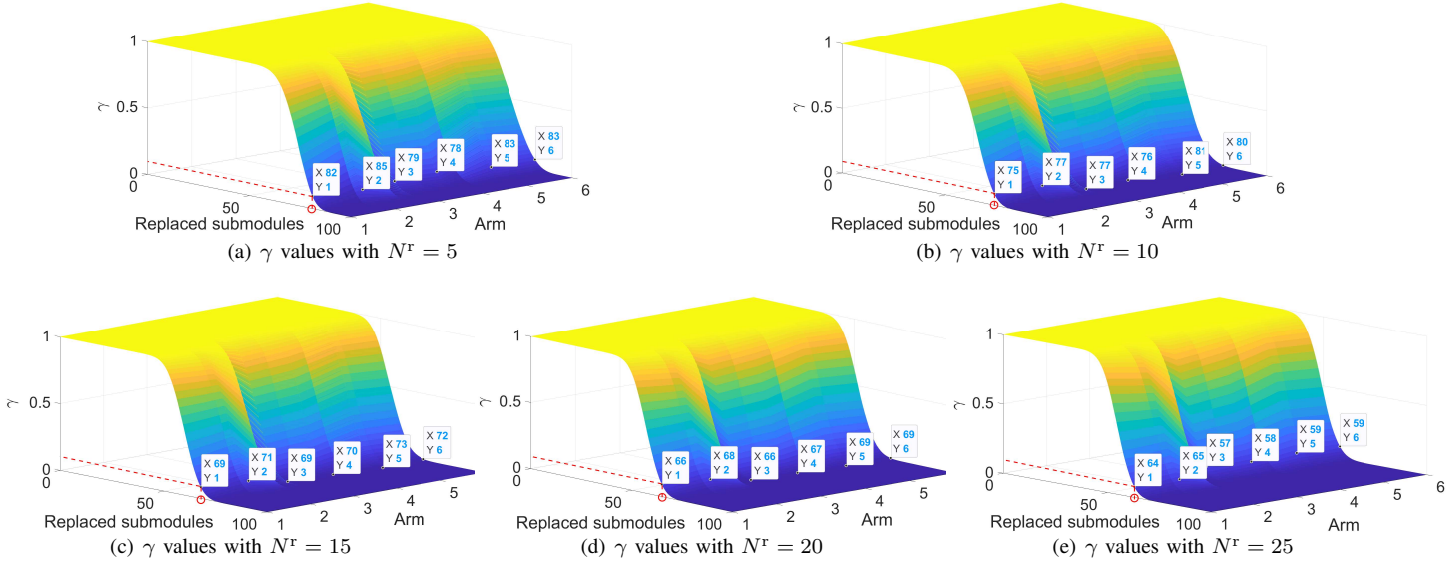 1
0.5
γ
0
0
50
100
Replaced submodules
1
2
3
4
5
6
Arm
X 82
Y 1
X 85
Y 2
X 79
Y 3
X 78
Y 4
X 83
Y 5
X 83
Y 6
(a) γ values with Nʳ = 5
1
0.5
γ
0
0
50
100
Replaced submodules
1
2
3
4
5
6
Arm
X 75
Y 1
X 77
Y 2
X 77
Y 3
X 76
Y 4
X 81
Y 5
X 80
Y 6
(b) γ values with Nʳ = 10
1
0.5
γ
0
0
50
100
Replaced submodules
1
2
3
4
5
Arm
X 69
Y 1
X 71
Y 2
X 69
Y 3
X 70
Y 4
X 73
Y 5
X 72
Y 6
(c) γ values with Nʳ = 15
1
0.5
γ
0
0
50
100
Replaced submodules
1
2
3
4
5
Arm
X 66
Y 1
X 68
Y 2
X 66
Y 3
X 67
Y 4
X 69
Y 5
X 69
Y 6
(d) γ values with Nʳ = 20
1
0.5
γ
0
0
50
100
Replaced submodules
1
2
3
4
5
6
Arm
X 64
Y 1
X 65
Y 2
X 57
Y 3
X 58
Y 4
X 59
Y 5
X 59
Y 6
(e) γ values with Nʳ = 25